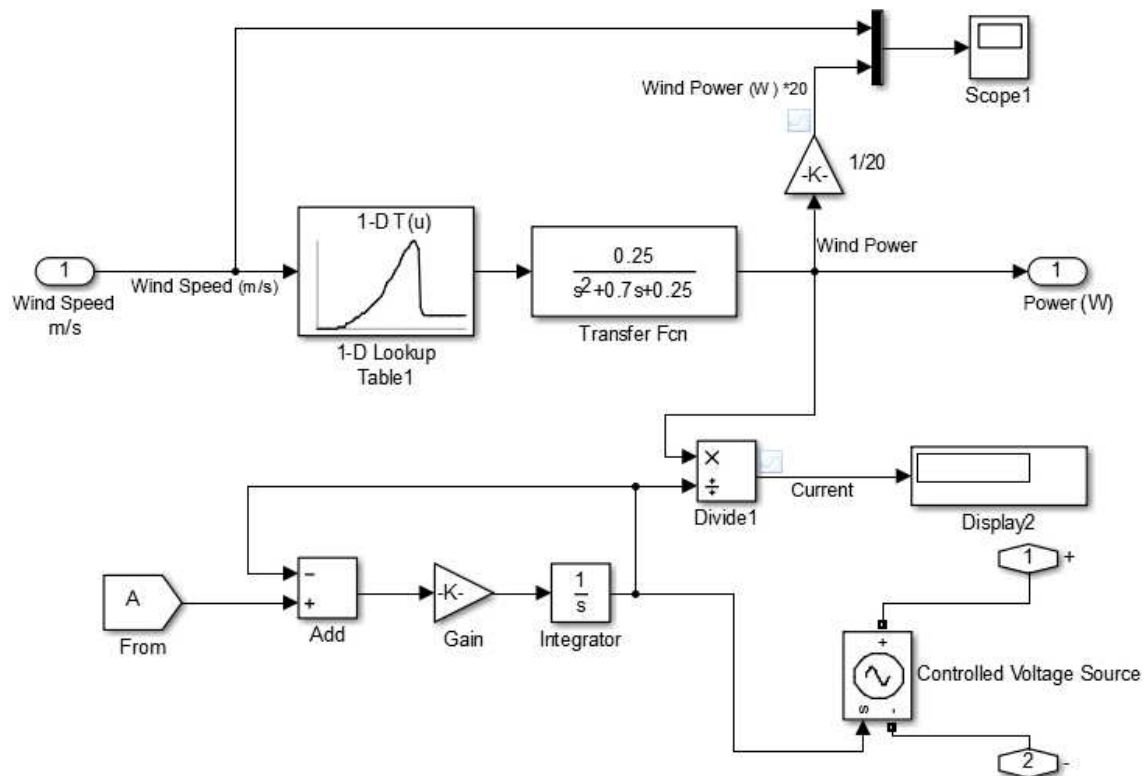 Wind Power (W) *20
Scope1
-K-
1/20
1-D T(u)
1
Wind Speed
m/s
Wind Speed (m/s)
1-D Lookup
Table1
0.25
s²+0.7s+0.25
Transfer Fcn
Wind Power
1
Power (W)
×
÷
Divide1
Current
Display2
A
From
−
+
Add
-K-
Gain
1
s
Integrator
1
+
+
Controlled Voltage Source
s
-
2
-